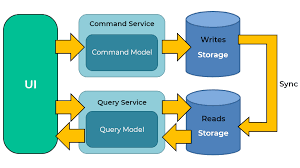 UI
Command Service
Command Model
Writes
Storage
Sync
Query Service
Query Model
Reads
Storage